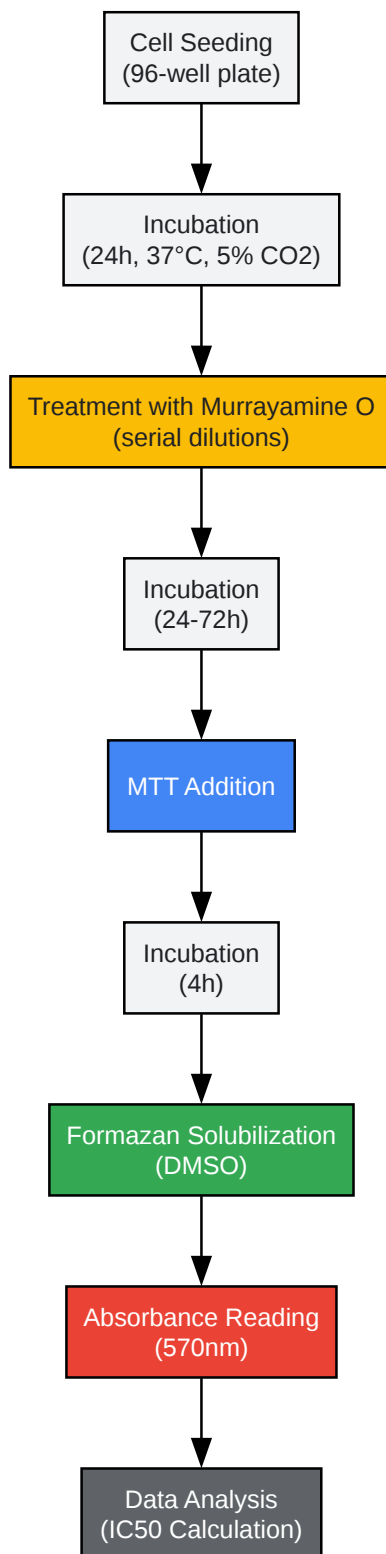 Cell Seeding
(96-well plate)
Incubation
(24h, 37°C, 5% CO2)
Treatment with Murrayamine O
(serial dilutions)
Incubation
(24-72h)
MTT Addition
Incubation
(4h)
Formazan Solubilization
(DMSO)
Absorbance Reading
(570nm)
Data Analysis
(IC50 Calculation)